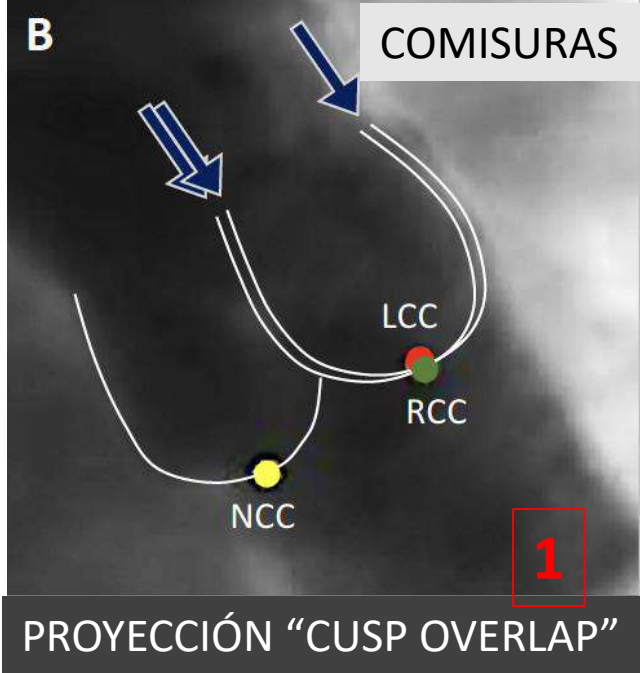 B
COMISURAS
LCC
RCC
NCC
1
PROYECCIÓN “CUSP OVERLAP”